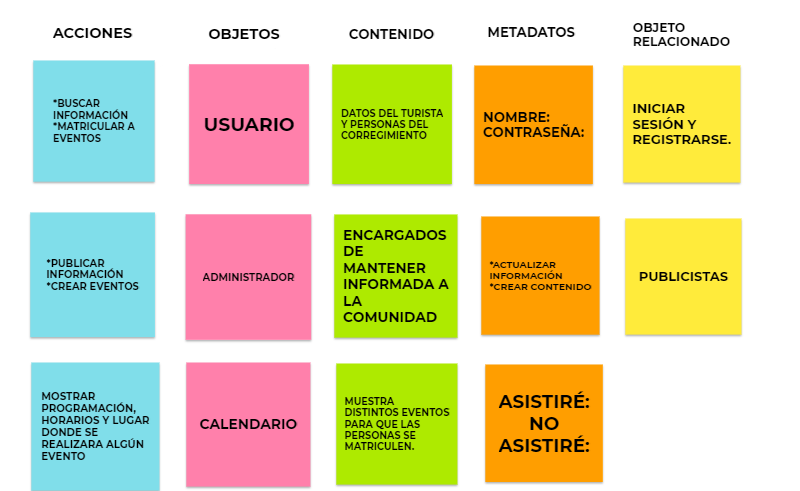 ACCIONES
OBJETOS
CONTENIDO
METADATOS
OBJETO
RELACIONADO
*BUSCAR
INFORMACIÓN
*MATRICULAR A
EVENTOS
USUARIO
DATOS DEL TURISTA
Y PERSONAS DEL
CORREGIMIENTO
NOMBRE:
CONTRASEÑA:
INICIAR
SESIÓN Y
REGISTRARSE.
*PUBLICAR
INFORMACIÓN
*CREAR EVENTOS
ADMINISTRADOR
ENCARGADOS
DE
MANTENER
INFORMADA A
LA
COMUNIDAD
*ACTUALIZAR
INFORMACIÓN
*CREAR CONTENIDO
PUBLICISTAS
MOSTRAR
PROGRAMACIÓN,
HORARIOS Y LUGAR
DONDE SE
REALIZARA ALGÚN
EVENTO
CALENDARIO
MUESTRA
DISTINTOS EVENTOS
PARA QUE LAS
PERSONAS SE
MATRICULEN.
ASISTIRÉ:
NO
ASISTIRÉ: